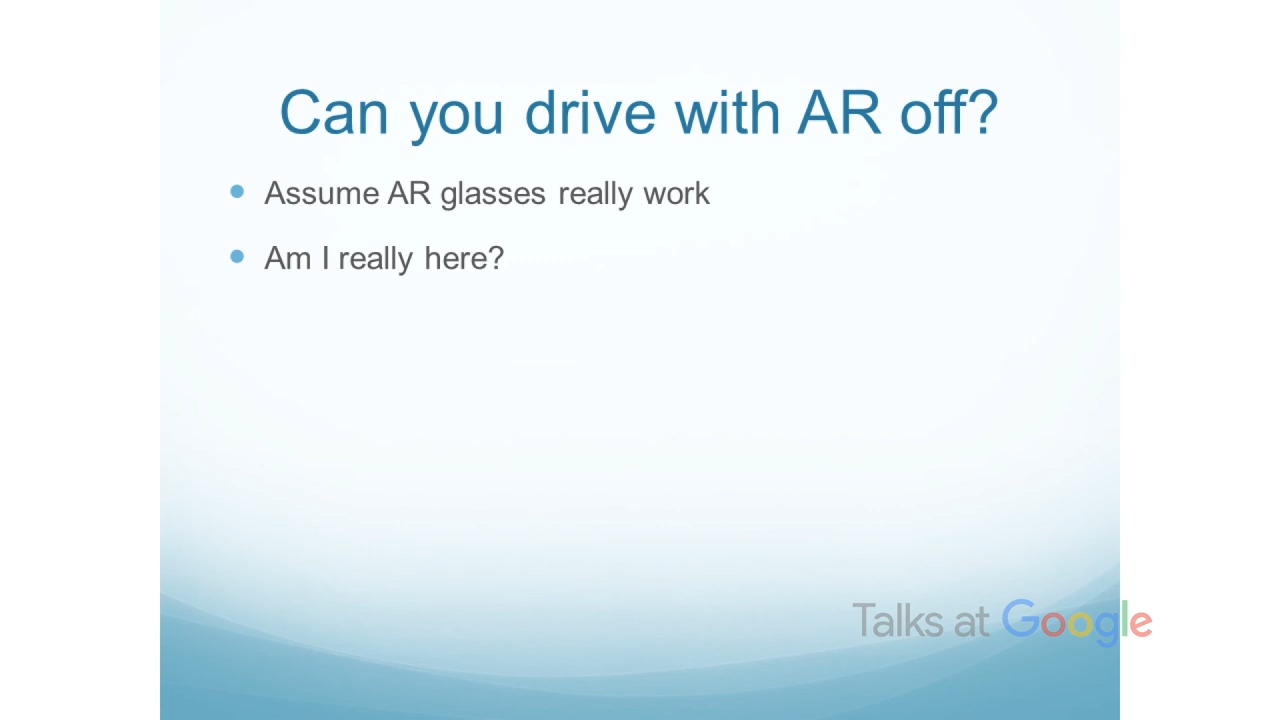 Can you drive with AR off?
Assume AR glasses really work
Am I really here?
Talks at Google